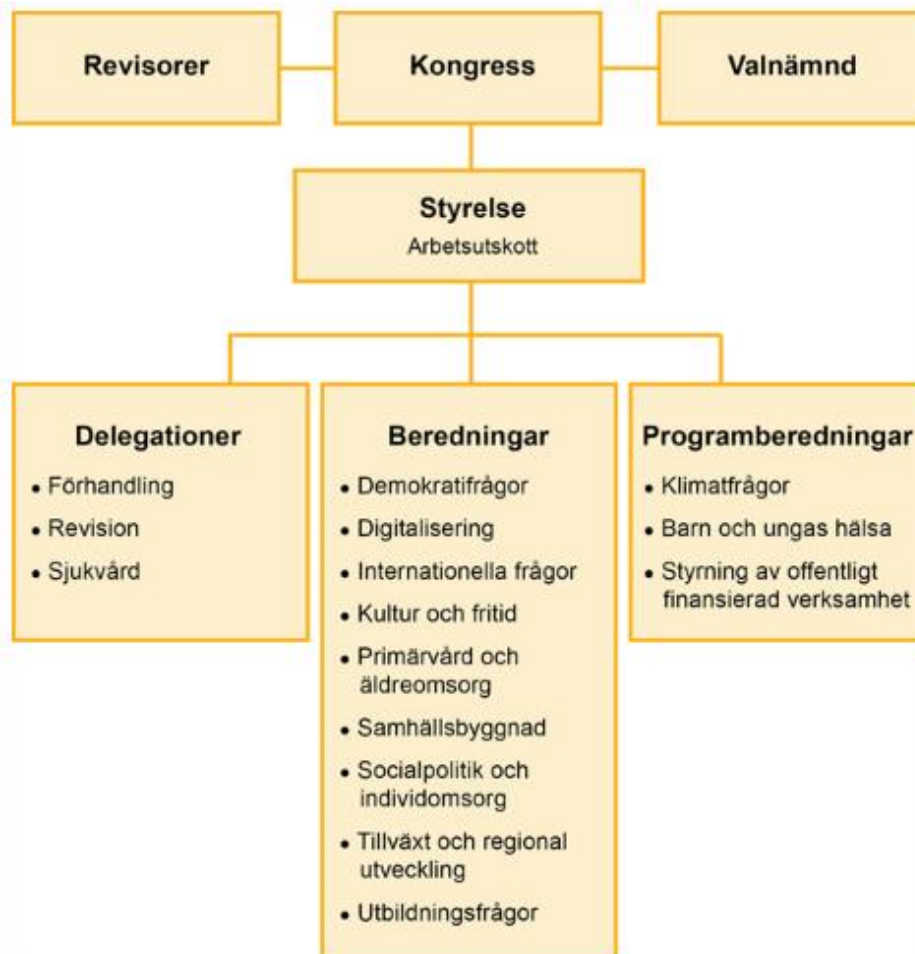 Revisorer
Kongress
Valnämnd
Styrelse
Arbetsutskott
Delegationer
• Förhandling
• Revision
• Sjukvård
Beredningar
• Demokratifrågor
• Digitalisering
• Internationella frågor
• Kultur och fritid
• Primärvård och
äldreomsorg
• Samhällsbyggnad
• Socialpolitik och
individomsorg
• Tillväxt och regional
utveckling
• Utbildningsfrågor
Programberedningar
• Klimatfrågor
• Barn och ungas hälsa
• Styrning av offentligt
finansierad verksamhet